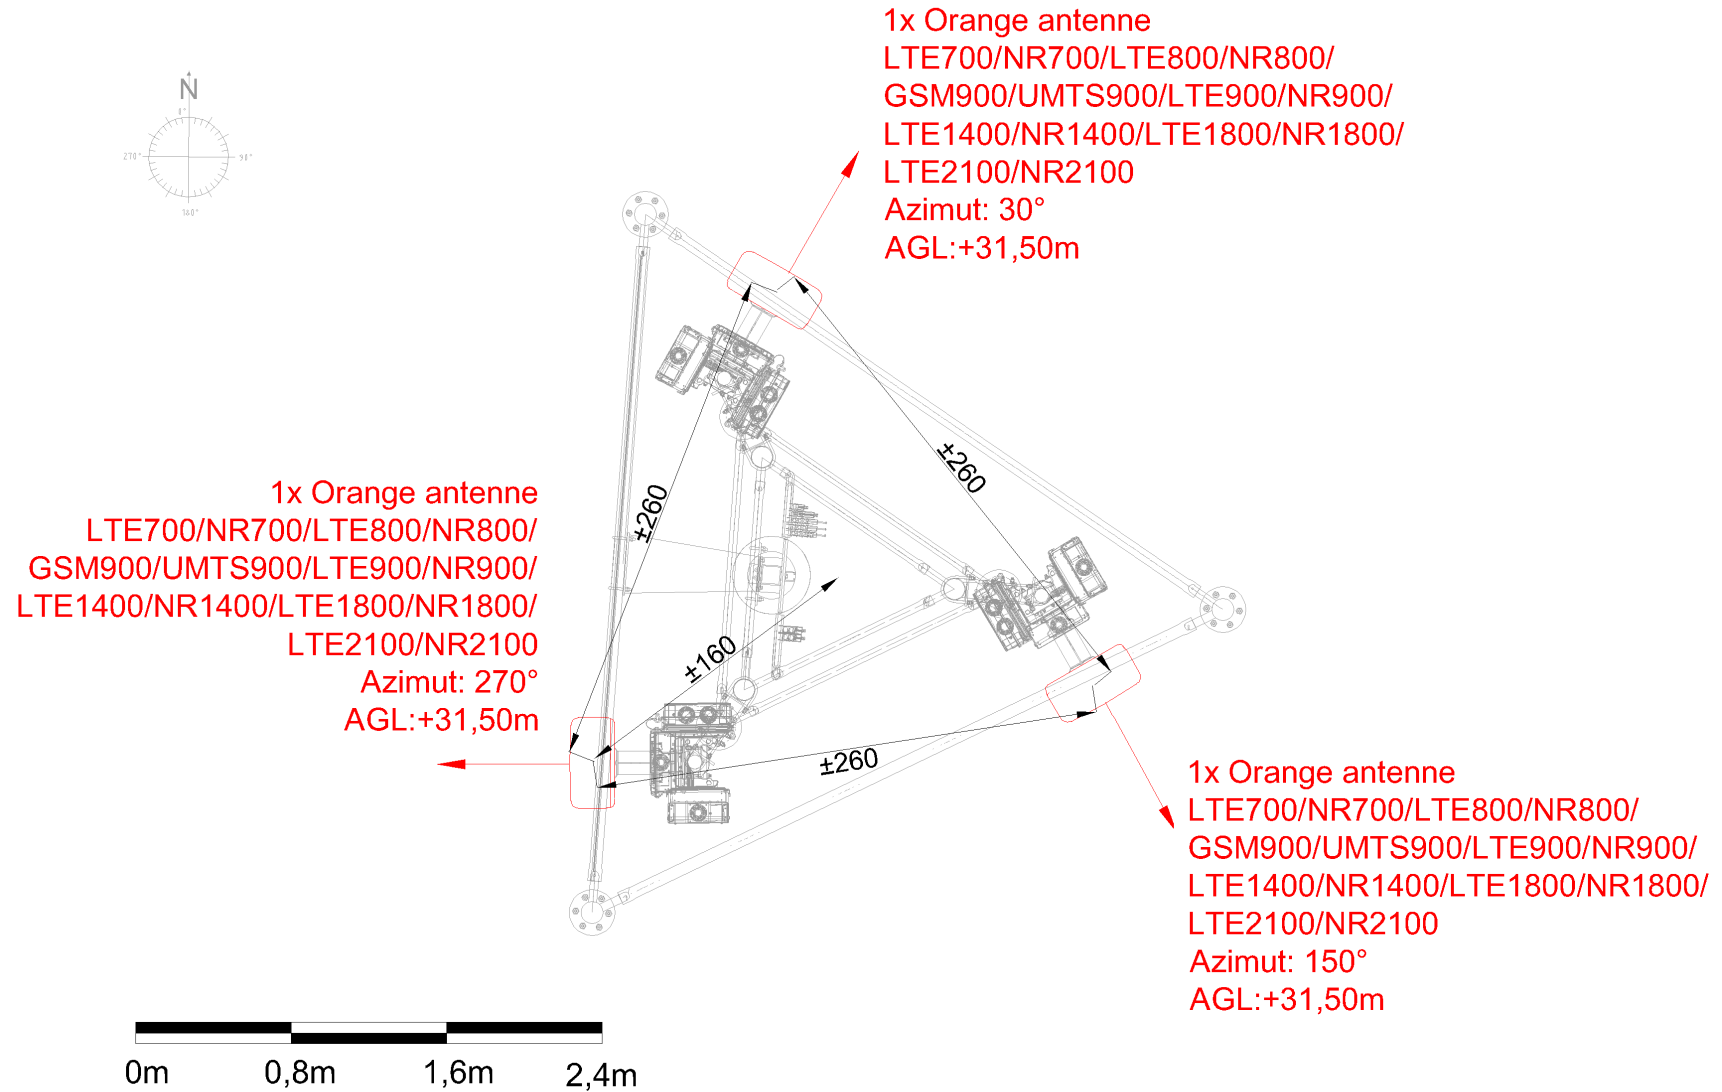 1x Orange antenne
LTE700/NR700/LTE800/NR800/
GSM900/UMTS900/LTE900/NR900/
LTE1400/NR1400/LTE1800/NR1800/
LTE2100/NR2100
Azimut: 30°
AGL:+31,50m
N
0°
270°
90°
180°
±260
±260
1x Orange antenne
LTE700/NR700/LTE800/NR800/
GSM900/UMTS900/LTE900/NR900/
LTE1400/NR1400/LTE1800/NR1800/
LTE2100/NR2100
Azimut: 270°
AGL:+31,50m
±160
±260
1x Orange antenne
LTE700/NR700/LTE800/NR800/
GSM900/UMTS900/LTE900/NR900/
LTE1400/NR1400/LTE1800/NR1800/
LTE2100/NR2100
Azimut: 150°
AGL:+31,50m
0m 0,8m 1,6m 2,4m